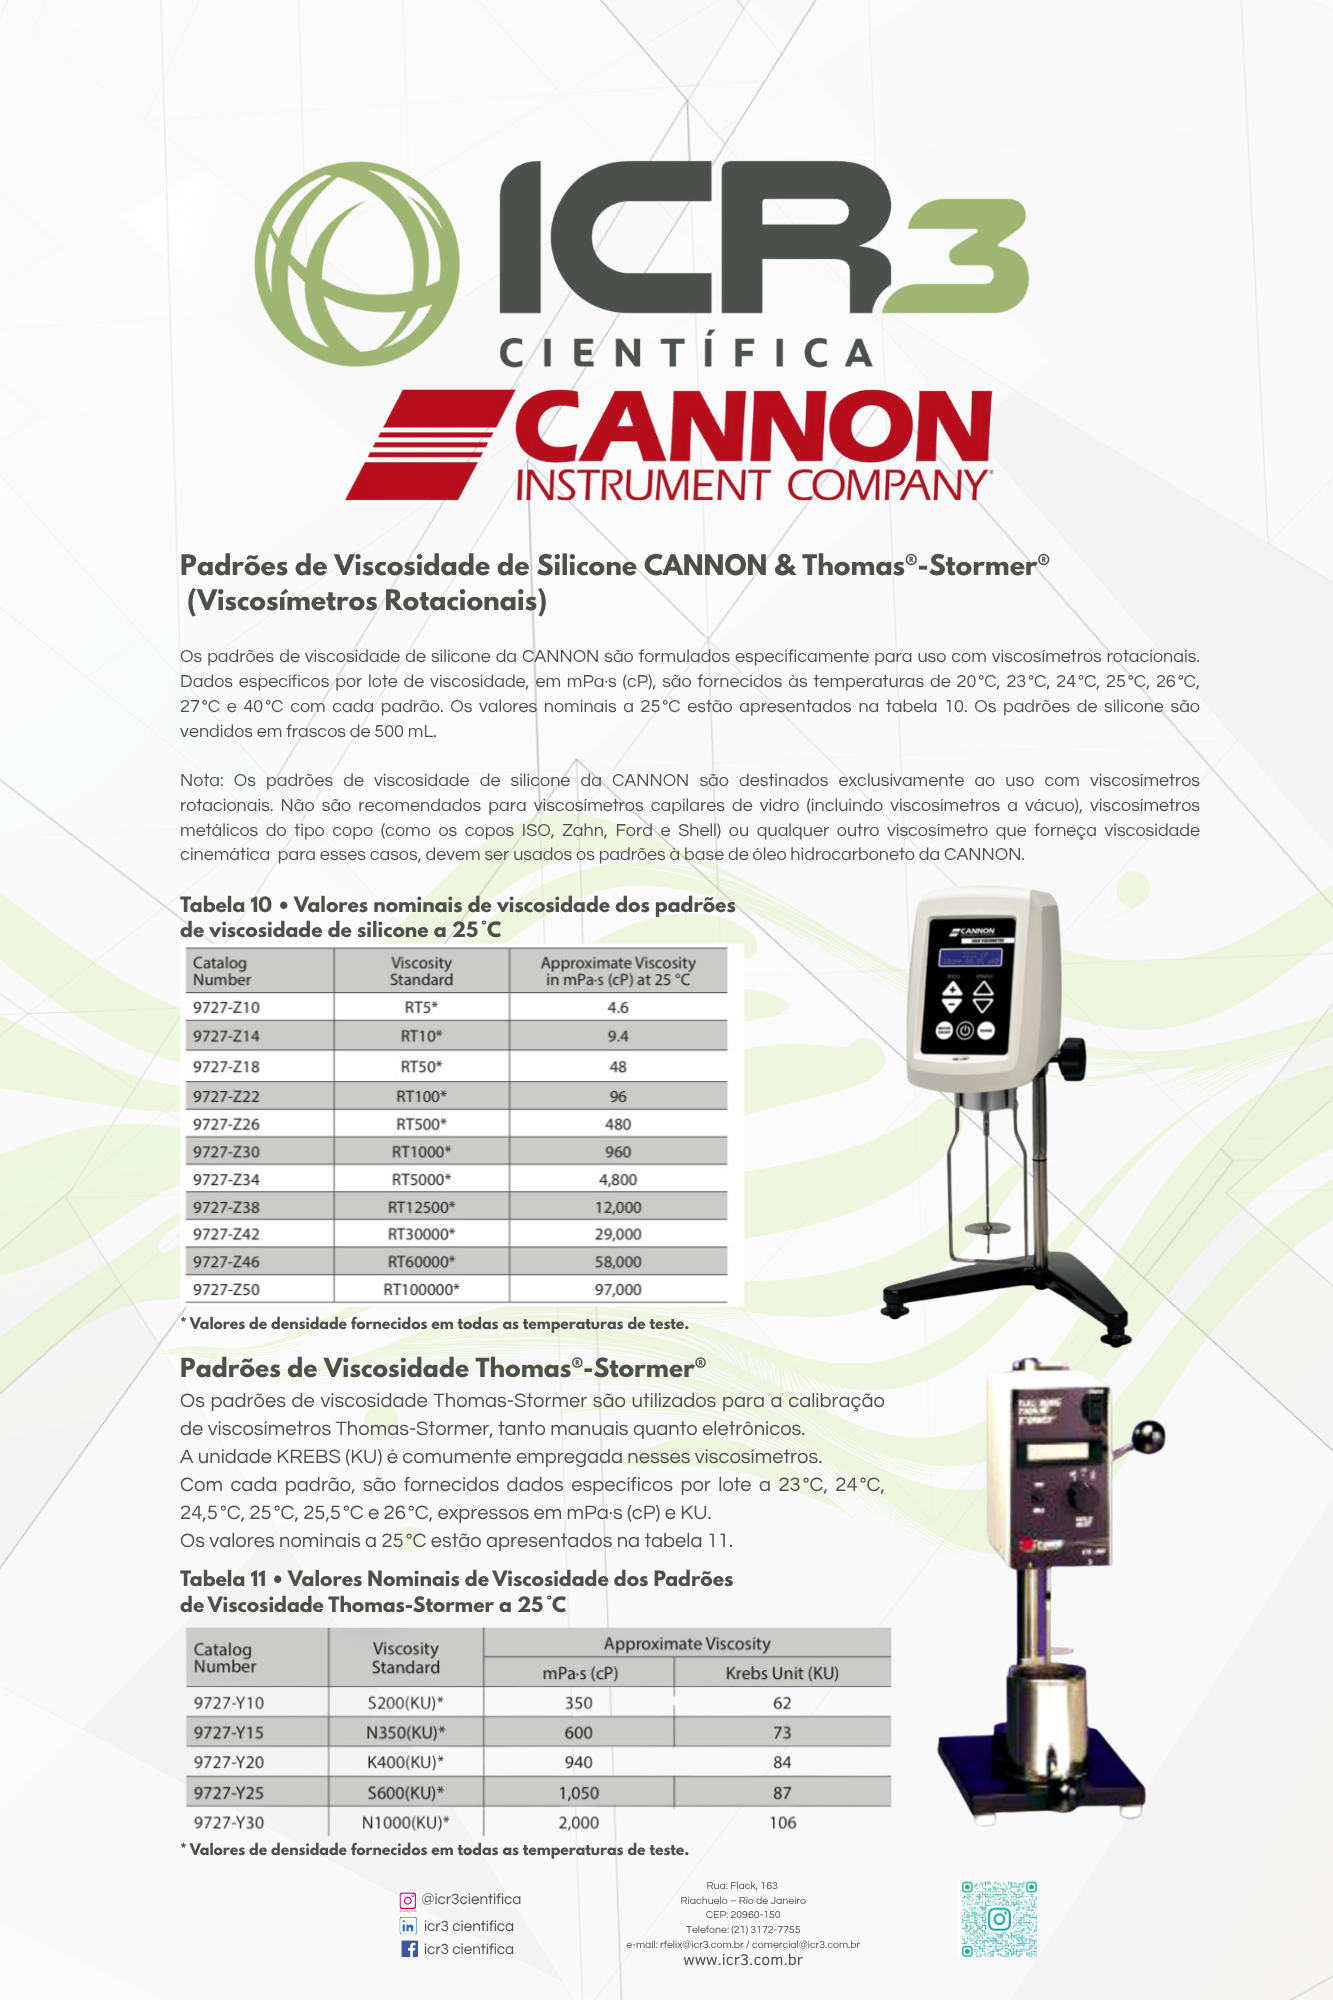 ICR3
CIENTÍFICA
CANNON
INSTRUMENT COMPANY®
Padrões de Viscosidade de Silicone CANNON & Thomas®-Stormer®
(Viscosímetros Rotacionais)
Os padrões de viscosidade de silicone da CANNON são formulados especificamente para uso com viscosímetros rotacionais.
Dados específicos por lote de viscosidade, em mPa·s (cP), são fornecidos às temperaturas de 20°C, 23°C, 24°C, 25°C, 26°C,
27°C e 40°C com cada padrão. Os valores nominais a 25°C estão apresentados na tabela 10. Os padrões de silicone são
vendidos em frascos de 500 mL.
Nota: Os padrões de viscosidade de silicone da CANNON são destinados exclusivamente ao uso com viscosímetros
rotacionais. Não são recomendados para viscosímetros capilares de vidro (incluindo viscosímetros a vácuo), viscosímetros
metálicos do tipo copo (como os copos ISO, Zahn, Ford e Shell) ou qualquer outro viscosímetro que forneça viscosidade
cinemática para esses casos, devem ser usados os padrões à base de óleo hidrocarboneto da CANNON.
Tabela 10 • Valores nominais de viscosidade dos padrões
de viscosidade de silicone a 25°C
Catalog Number Viscosity Standard Approximate Viscosity in mPa·s (cP) at 25 °C
9727-Z10 RT5* 4.6
9727-Z14 RT10* 9.4
9727-Z18 RT50* 48
9727-Z22 RT100* 96
9727-Z26 RT500* 480
9727-Z30 RT1000* 960
9727-Z34 RT5000* 4,800
9727-Z38 RT12500* 12,000
9727-Z42 RT30000* 29,000
9727-Z46 RT60000* 58,000
9727-Z50 RT100000* 97,000
* Valores de densidade fornecidos em todas as temperaturas de teste.
CANNON
Padrões de Viscosidade Thomas®-Stormer®
Os padrões de viscosidade Thomas-Stormer são utilizados para a calibração
de viscosímetros Thomas-Stormer, tanto manuais quanto eletrônicos.
A unidade KREBS (KU) é comumente empregada nesses viscosímetros.
Com cada padrão, são fornecidos dados específicos por lote a 23°C, 24°C,
24,5°C, 25°C, 25,5°C e 26°C, expressos em mPa·s (cP) e KU.
Os valores nominais a 25°C estão apresentados na tabela 11.
Tabela 11 • Valores Nominais de Viscosidade dos Padrões
de Viscosidade Thomas-Stormer a 25°C
Catalog Number Viscosity Standard Approximate Viscosity
mPa·s (cP) Krebs Unit (KU)
9727-Y10 S200(KU)* 350 62
9727-Y15 N350(KU)* 600 73
9727-Y20 K400(KU)* 940 84
9727-Y25 S600(KU)* 1,050 87
9727-Y30 N1000(KU)* 2,000 106
* Valores de densidade fornecidos em todas as temperaturas de teste.
@icr3cientifica
icr3 científica
icr3 científica
Rua: Flack, 163
Riachuelo – Rio de Janeiro
CEP: 20960-150
Telefone: (21) 3172-7755
e-mail: rfelix@icr3.com.br / comercial@icr3.com.br
www.icr3.com.br